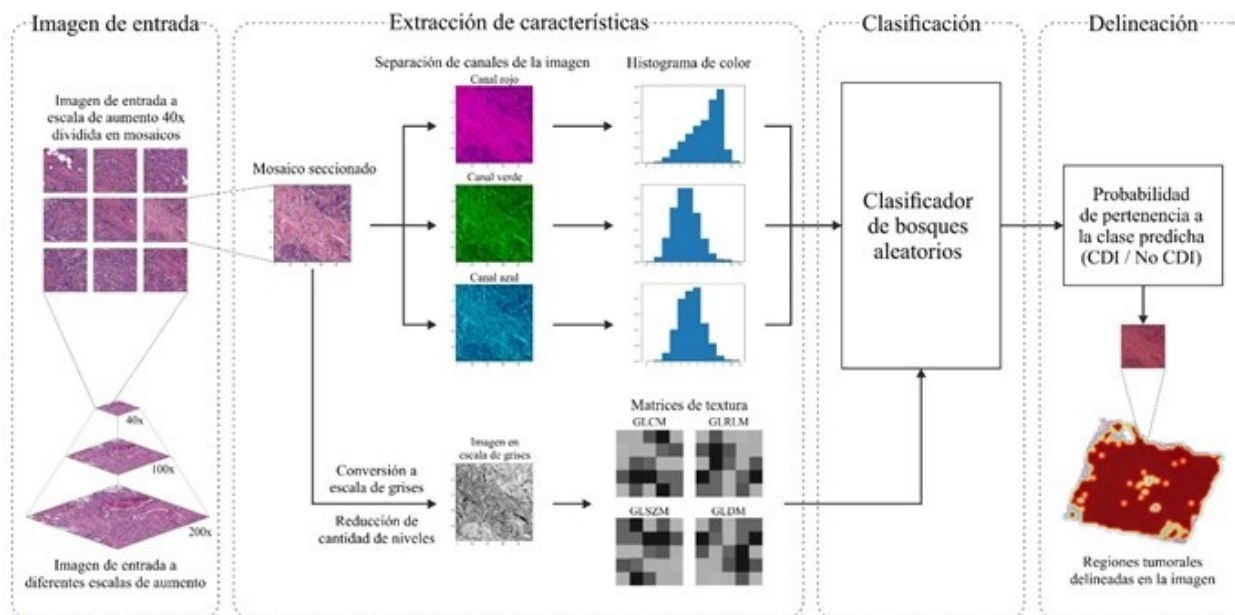 Imagen de entrada
Imagen de entrada a
escala de aumento 40x
dividida en mosaicos
40x
100x
200x
Imagen de entrada a
diferentes escalas de aumento
Extracción de características
Mosaico seccionado
Separación de canales de la imagen
Canal rojo
Canal verde
Canal azul
Histograma de color
Conversión a
escala de grises
Reducción de
cantidad de niveles
Imagen en
escala de grises
Matrices de textura
GLCM
GLRLM
GLSZM
GLDM
Clasificación
Clasificador
de bosques
aleatorios
Delineación
Probabilidad
de pertenencia a
la clase predicha
(CDI / No CDI)
Regiones tumorales
delineadas en la imagen